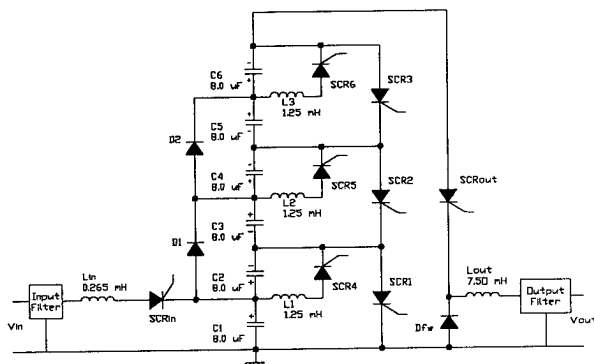 C6
8.0 uF
SCR6
SCR3
L3
1.25 mH
C5
8.0 uF
D2
C4
8.0 uF
SCR5
SCR2
SCRout
L2
1.25 mH
C3
8.0 uF
D1
Lin
0.265 mH
C2
8.0 uF
SCR4
SCR1
Lout
7.50 mH
Input
Filter
Output
Filter
L1
1.25 mH
Vin
SCRin
C1
8.0 uF
Dfw
Vout